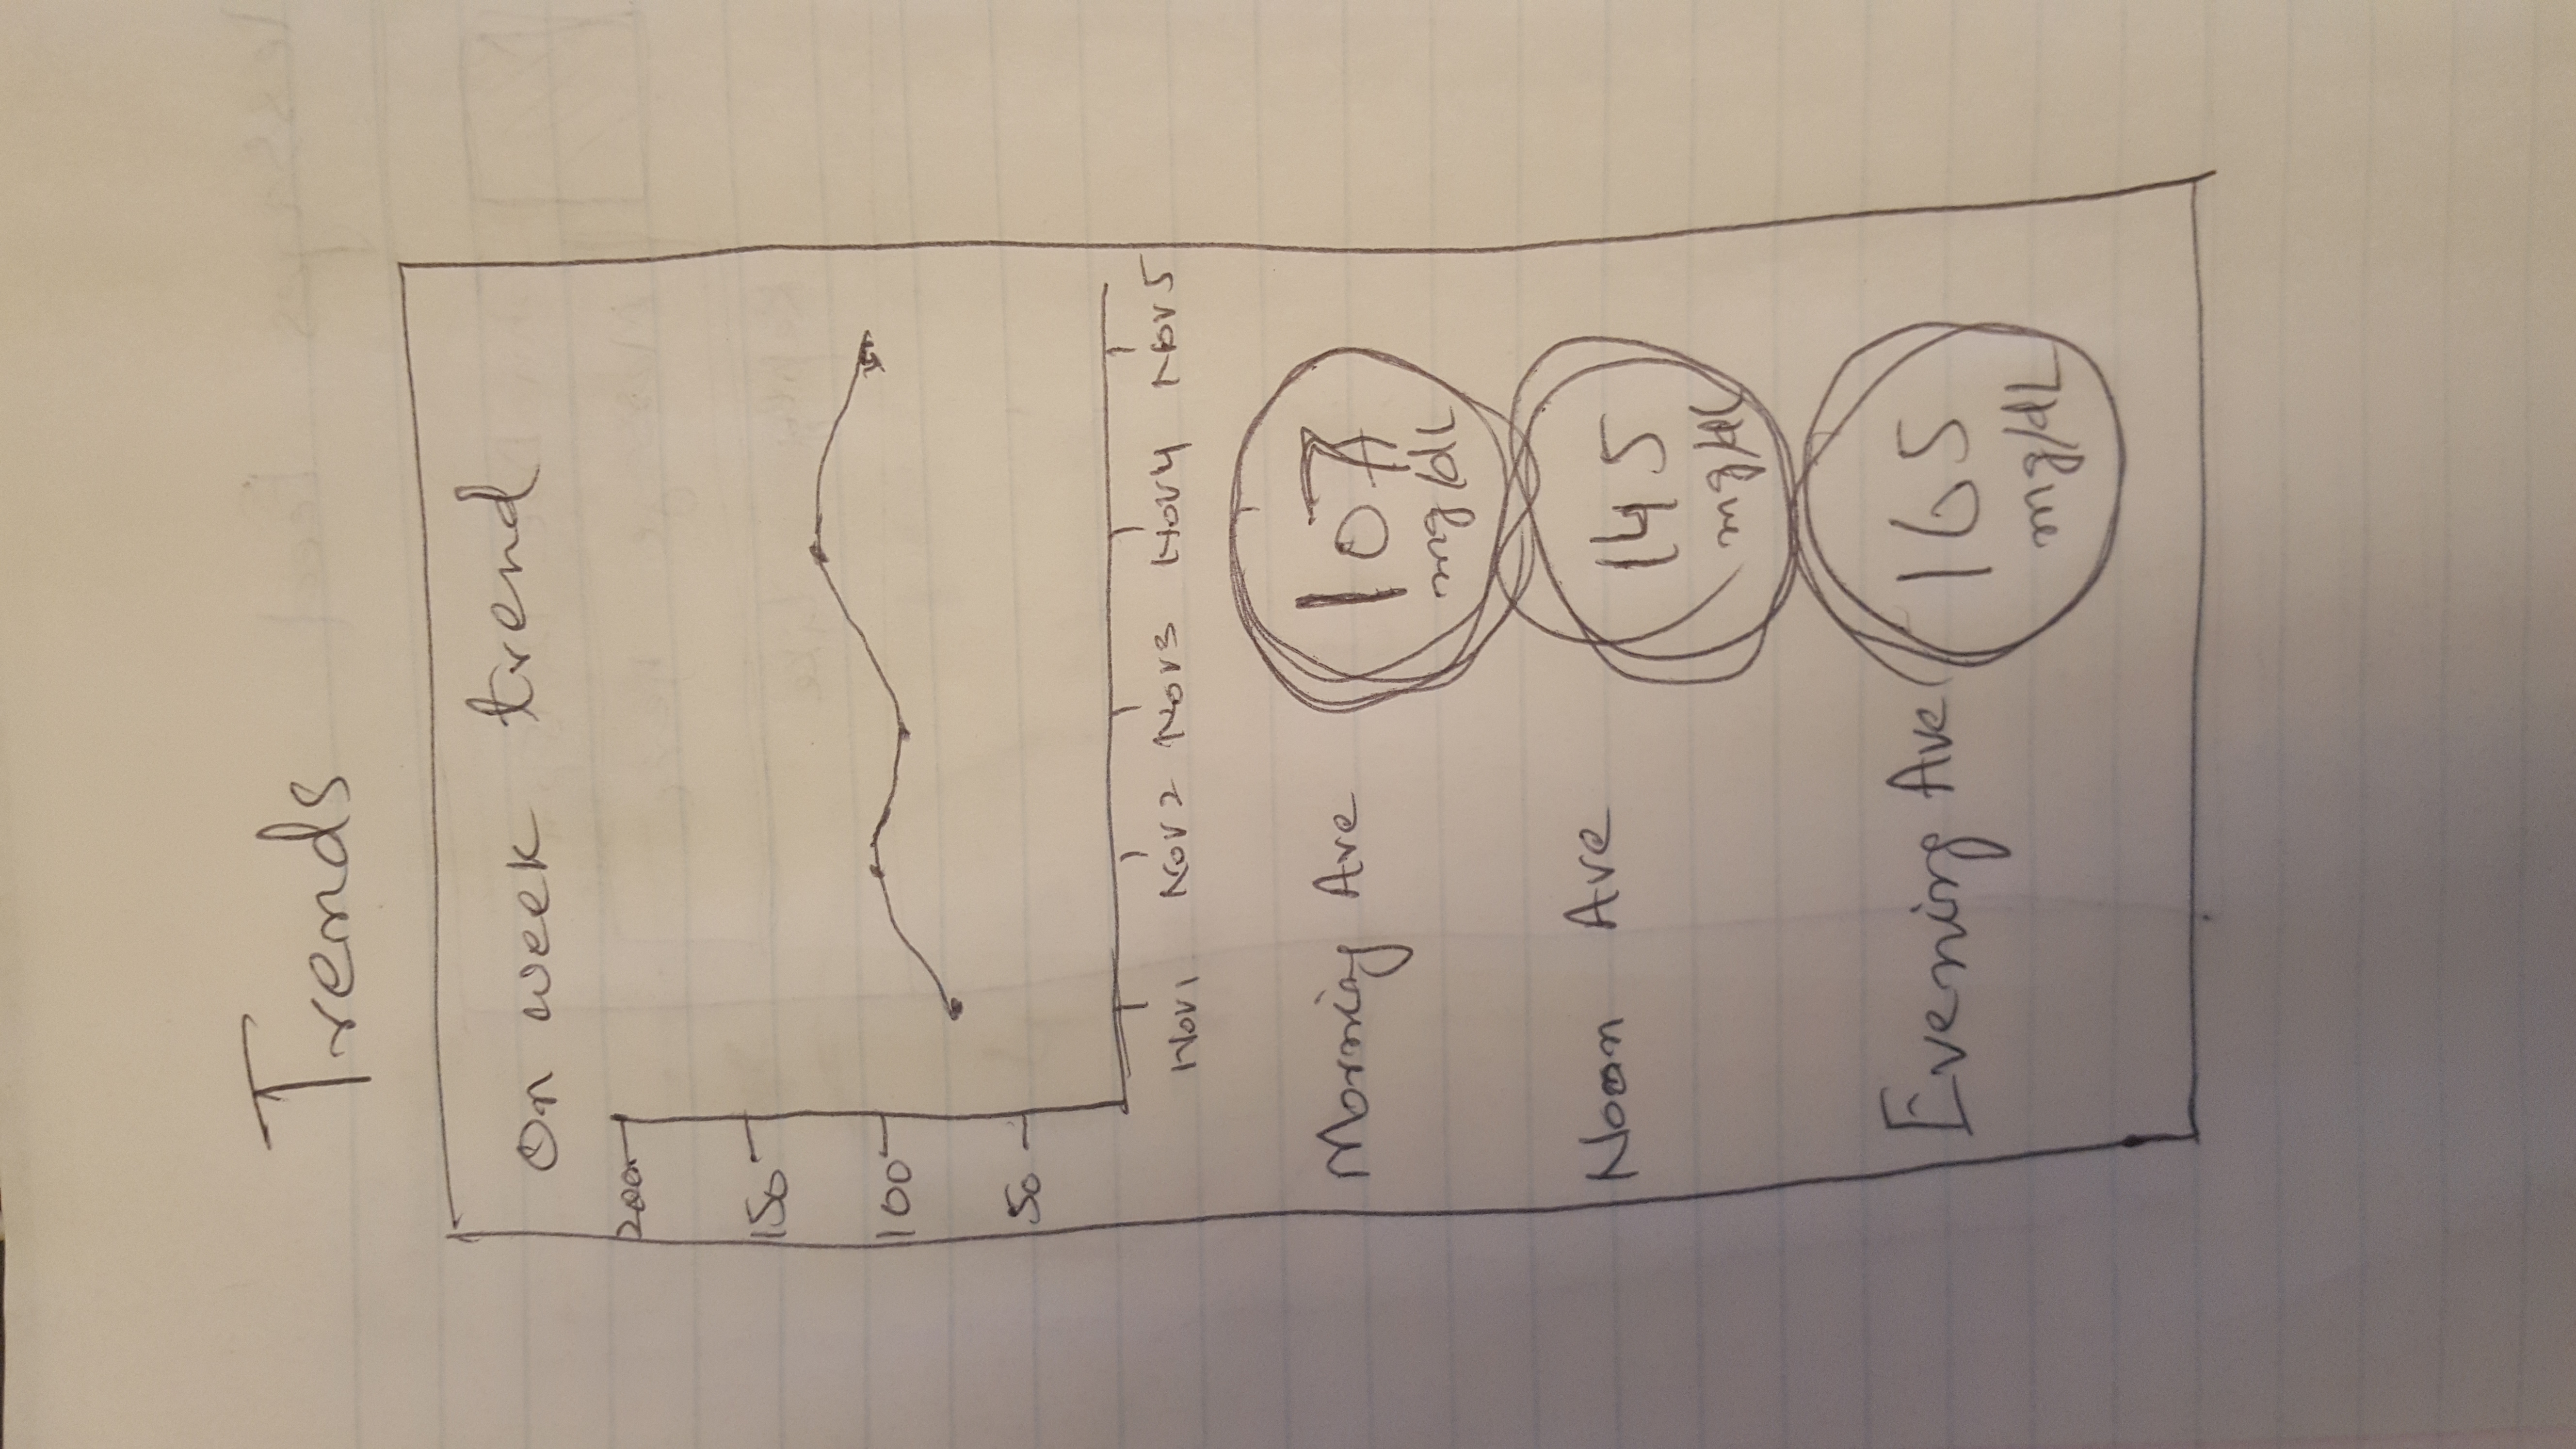 Trends
On week trend
200
150
100
50
Nov1 Nov2 Nov3 Nov4 Nov5
Morning Ave 107
mg/dL
Noon Ave 145
mg/dL
Evening Ave 165
mg/dL